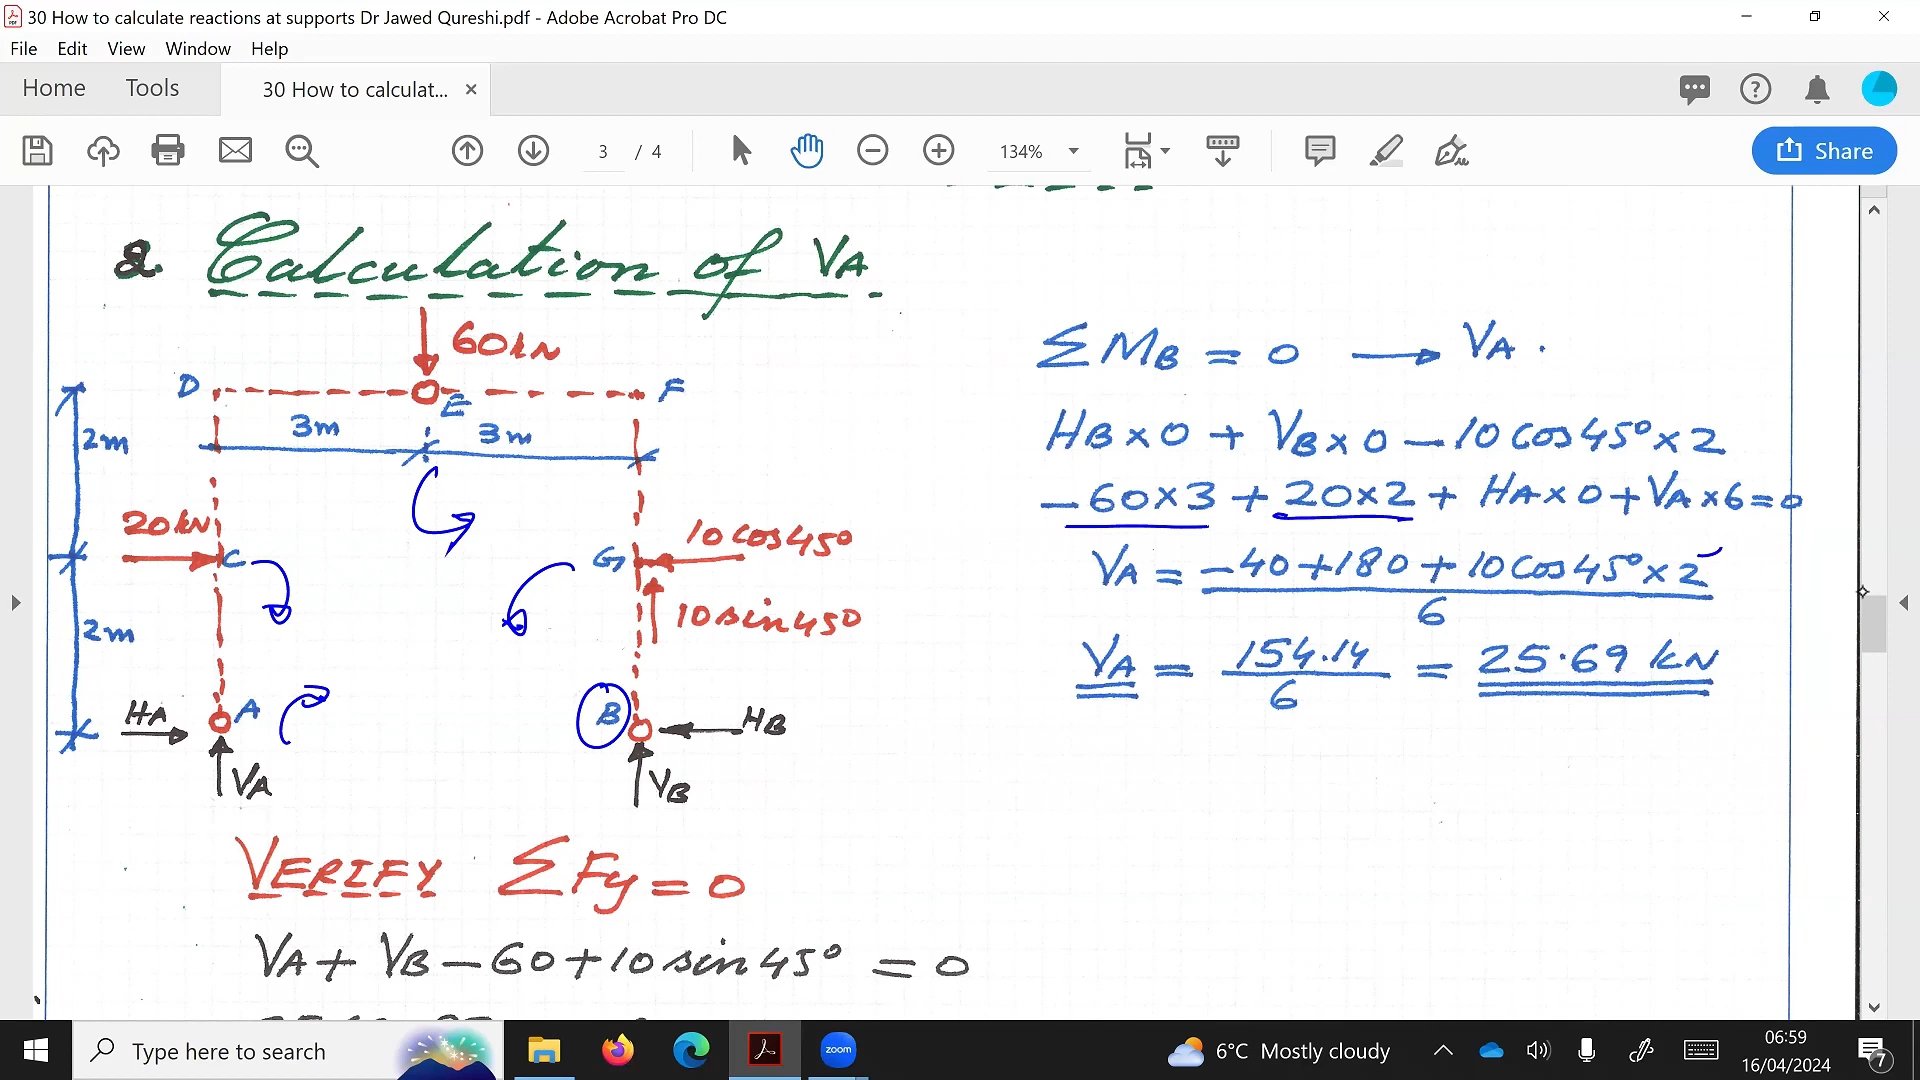 30 How to calculate reactions at supports Dr Jawed Qureshi.pdf - Adobe Acrobat Pro DC
File Edit View Window Help
Home Tools 30 How to calculat... ×
3 / 4 134% Share
2. Calculation of VA
60kN
D E F
3m 3m
2m
20kN C
G 10cos45°
10sin45°
2m
HA A
B HB
VA VB
ΣMB = 0 → VA.
HB×0 + VB×0 – 10cos45°×2
–60×3 + 20×2 + HA×0+VA×6=0
VA = –40+180+10cos45°×2
6
VA = 154.14 = 25.69 kN
6
VERIFY ΣFy = 0
VA + VB – 60 + 10 sin45° = 0
Type here to search
zoom
6°C Mostly cloudy
06:59
16/04/2024
7